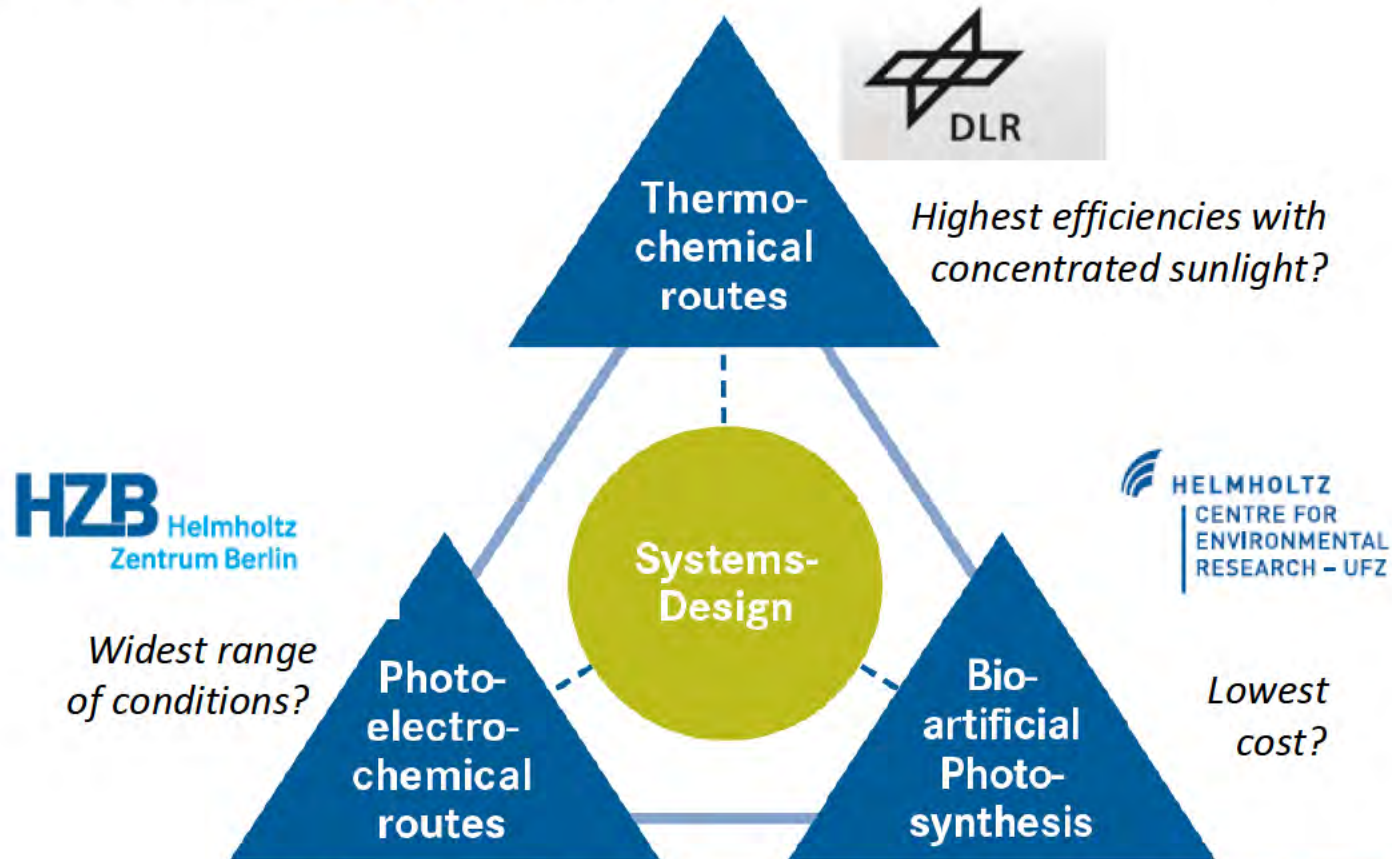 DLR
Thermo-
chemical
routes
Highest efficiencies with
concentrated sunlight?
HZB Helmholtz
Zentrum Berlin
HELMHOLTZ
CENTRE FOR
ENVIRONMENTAL
RESEARCH – UFZ
Systems-
Design
Widest range
of conditions?
Photo-
electro-
chemical
routes
Bio-
artificial
Photo-
synthesis
Lowest
cost?